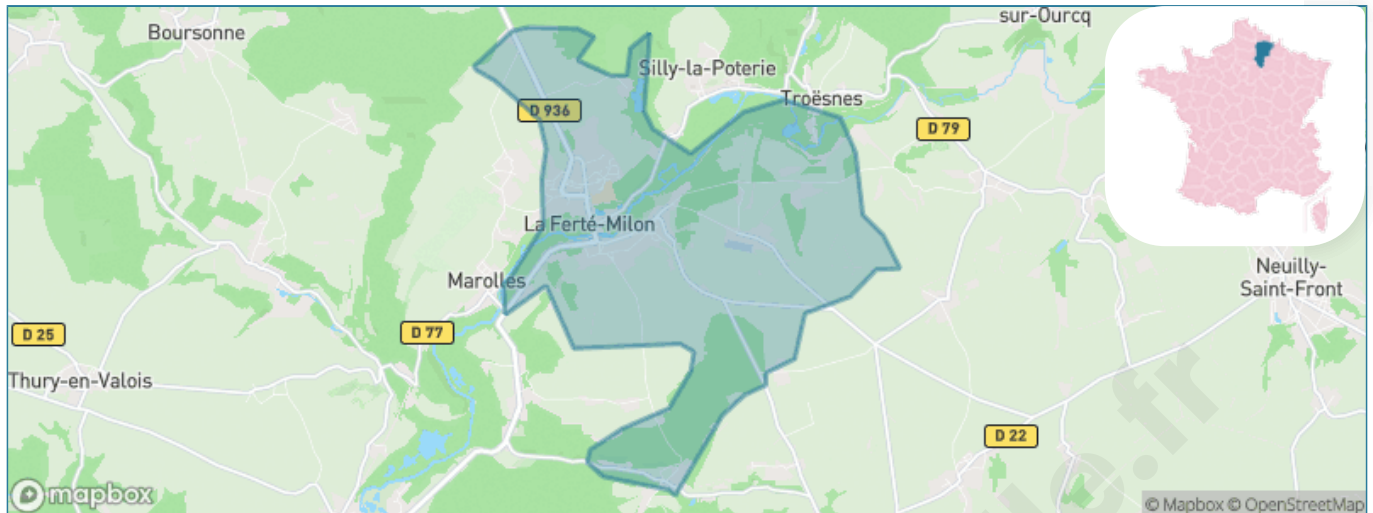 Boursonne
sur-Ourcq
Silly-la-Poterie
Troësnes
D 936
D 79
La Ferté-Milon
Marolles
Neuilly-
Saint-Front
D 25
D 77
Thury-en-Valois
D 22
mapbox
© Mapbox © OpenStreetMap